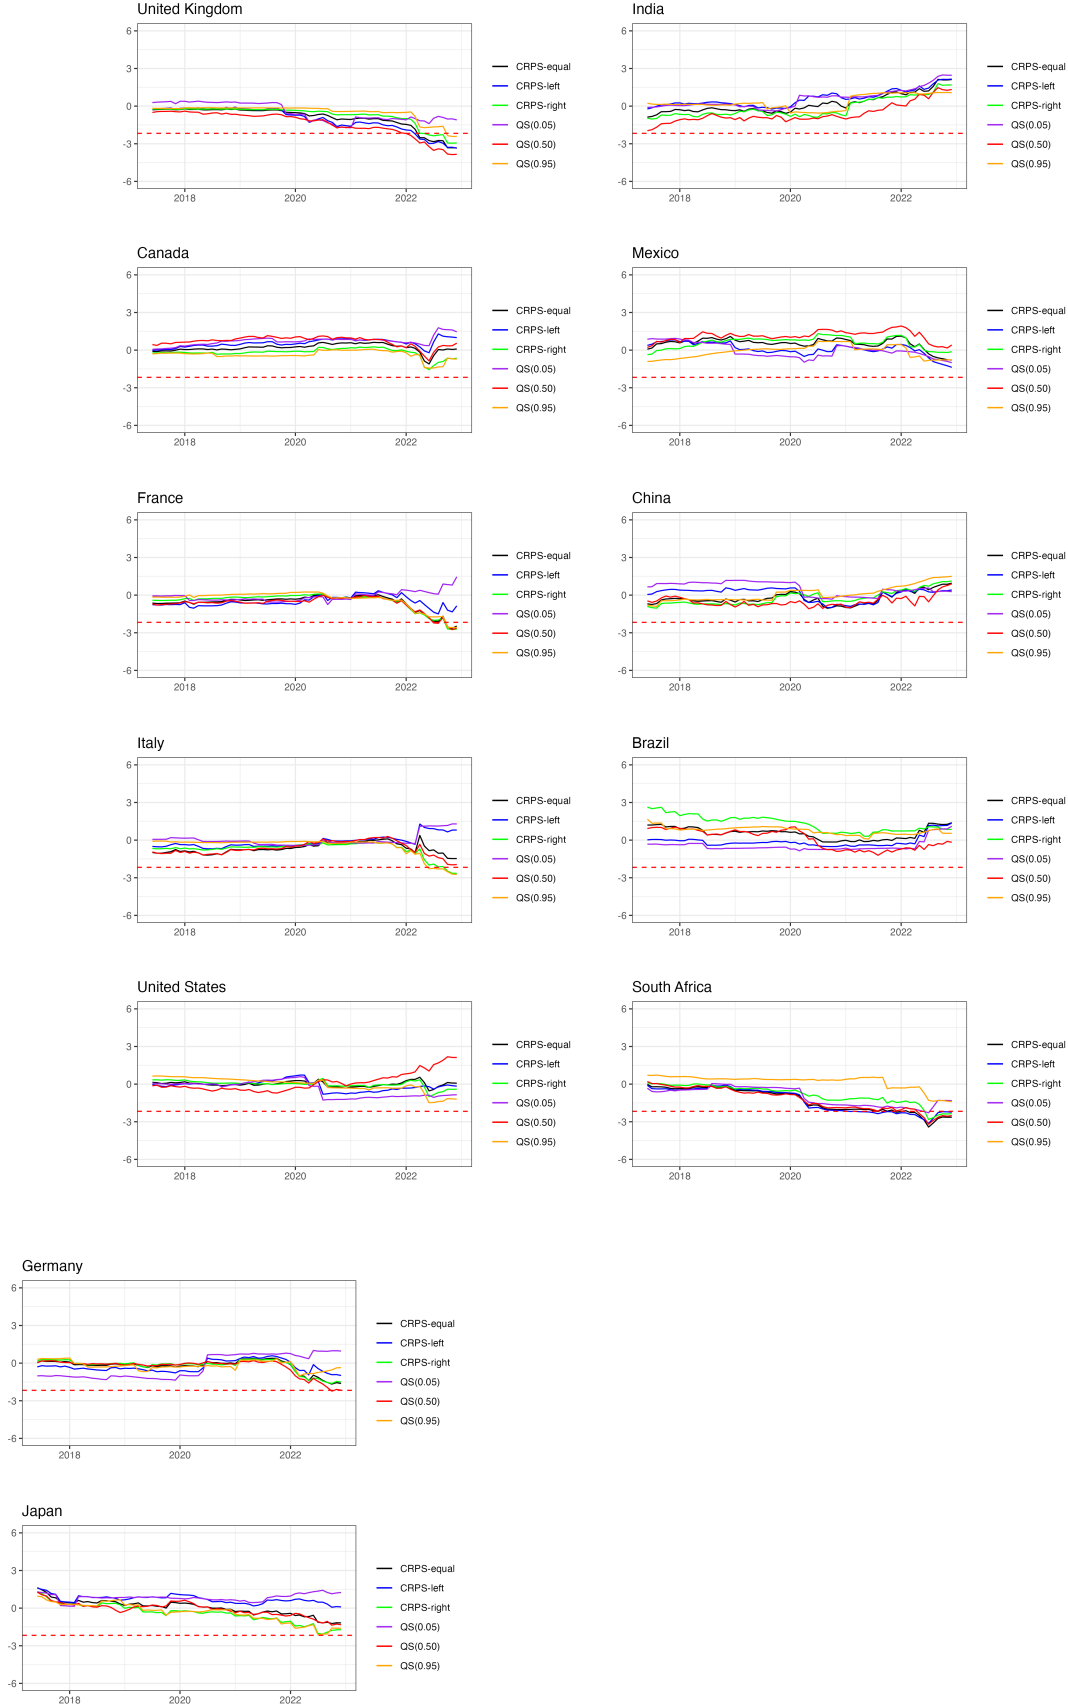 United Kingdom
6
3
0
-3
-6
2018
2020
2022
CRPS-equal
CRPS-left
CRPS-right
QS(0.05)
QS(0.50)
QS(0.95)
India
6
3
0
-3
-6
2018
2020
2022
CRPS-equal
CRPS-left
CRPS-right
QS(0.05)
QS(0.50)
QS(0.95)
Canada
6
3
0
-3
-6
2018
2020
2022
CRPS-equal
CRPS-left
CRPS-right
QS(0.05)
QS(0.50)
QS(0.95)
Mexico
6
3
0
-3
-6
2018
2020
2022
CRPS-equal
CRPS-left
CRPS-right
QS(0.05)
QS(0.50)
QS(0.95)
France
6
3
0
-3
-6
2018
2020
2022
CRPS-equal
CRPS-left
CRPS-right
QS(0.05)
QS(0.50)
QS(0.95)
China
6
3
0
-3
-6
2018
2020
2022
CRPS-equal
CRPS-left
CRPS-right
QS(0.05)
QS(0.50)
QS(0.95)
Italy
6
3
0
-3
-6
2018
2020
2022
CRPS-equal
CRPS-left
CRPS-right
QS(0.05)
QS(0.50)
QS(0.95)
Brazil
6
3
0
-3
-6
2018
2020
2022
CRPS-equal
CRPS-left
CRPS-right
QS(0.05)
QS(0.50)
QS(0.95)
United States
6
3
0
-3
-6
2018
2020
2022
CRPS-equal
CRPS-left
CRPS-right
QS(0.05)
QS(0.50)
QS(0.95)
South Africa
6
3
0
-3
-6
2018
2020
2022
CRPS-equal
CRPS-left
CRPS-right
QS(0.05)
QS(0.50)
QS(0.95)
Germany
6
3
0
-3
-6
2018
2020
2022
CRPS-equal
CRPS-left
CRPS-right
QS(0.05)
QS(0.50)
QS(0.95)
Japan
6
3
0
-3
-6
2018
2020
2022
CRPS-equal
CRPS-left
CRPS-right
QS(0.05)
QS(0.50)
QS(0.95)